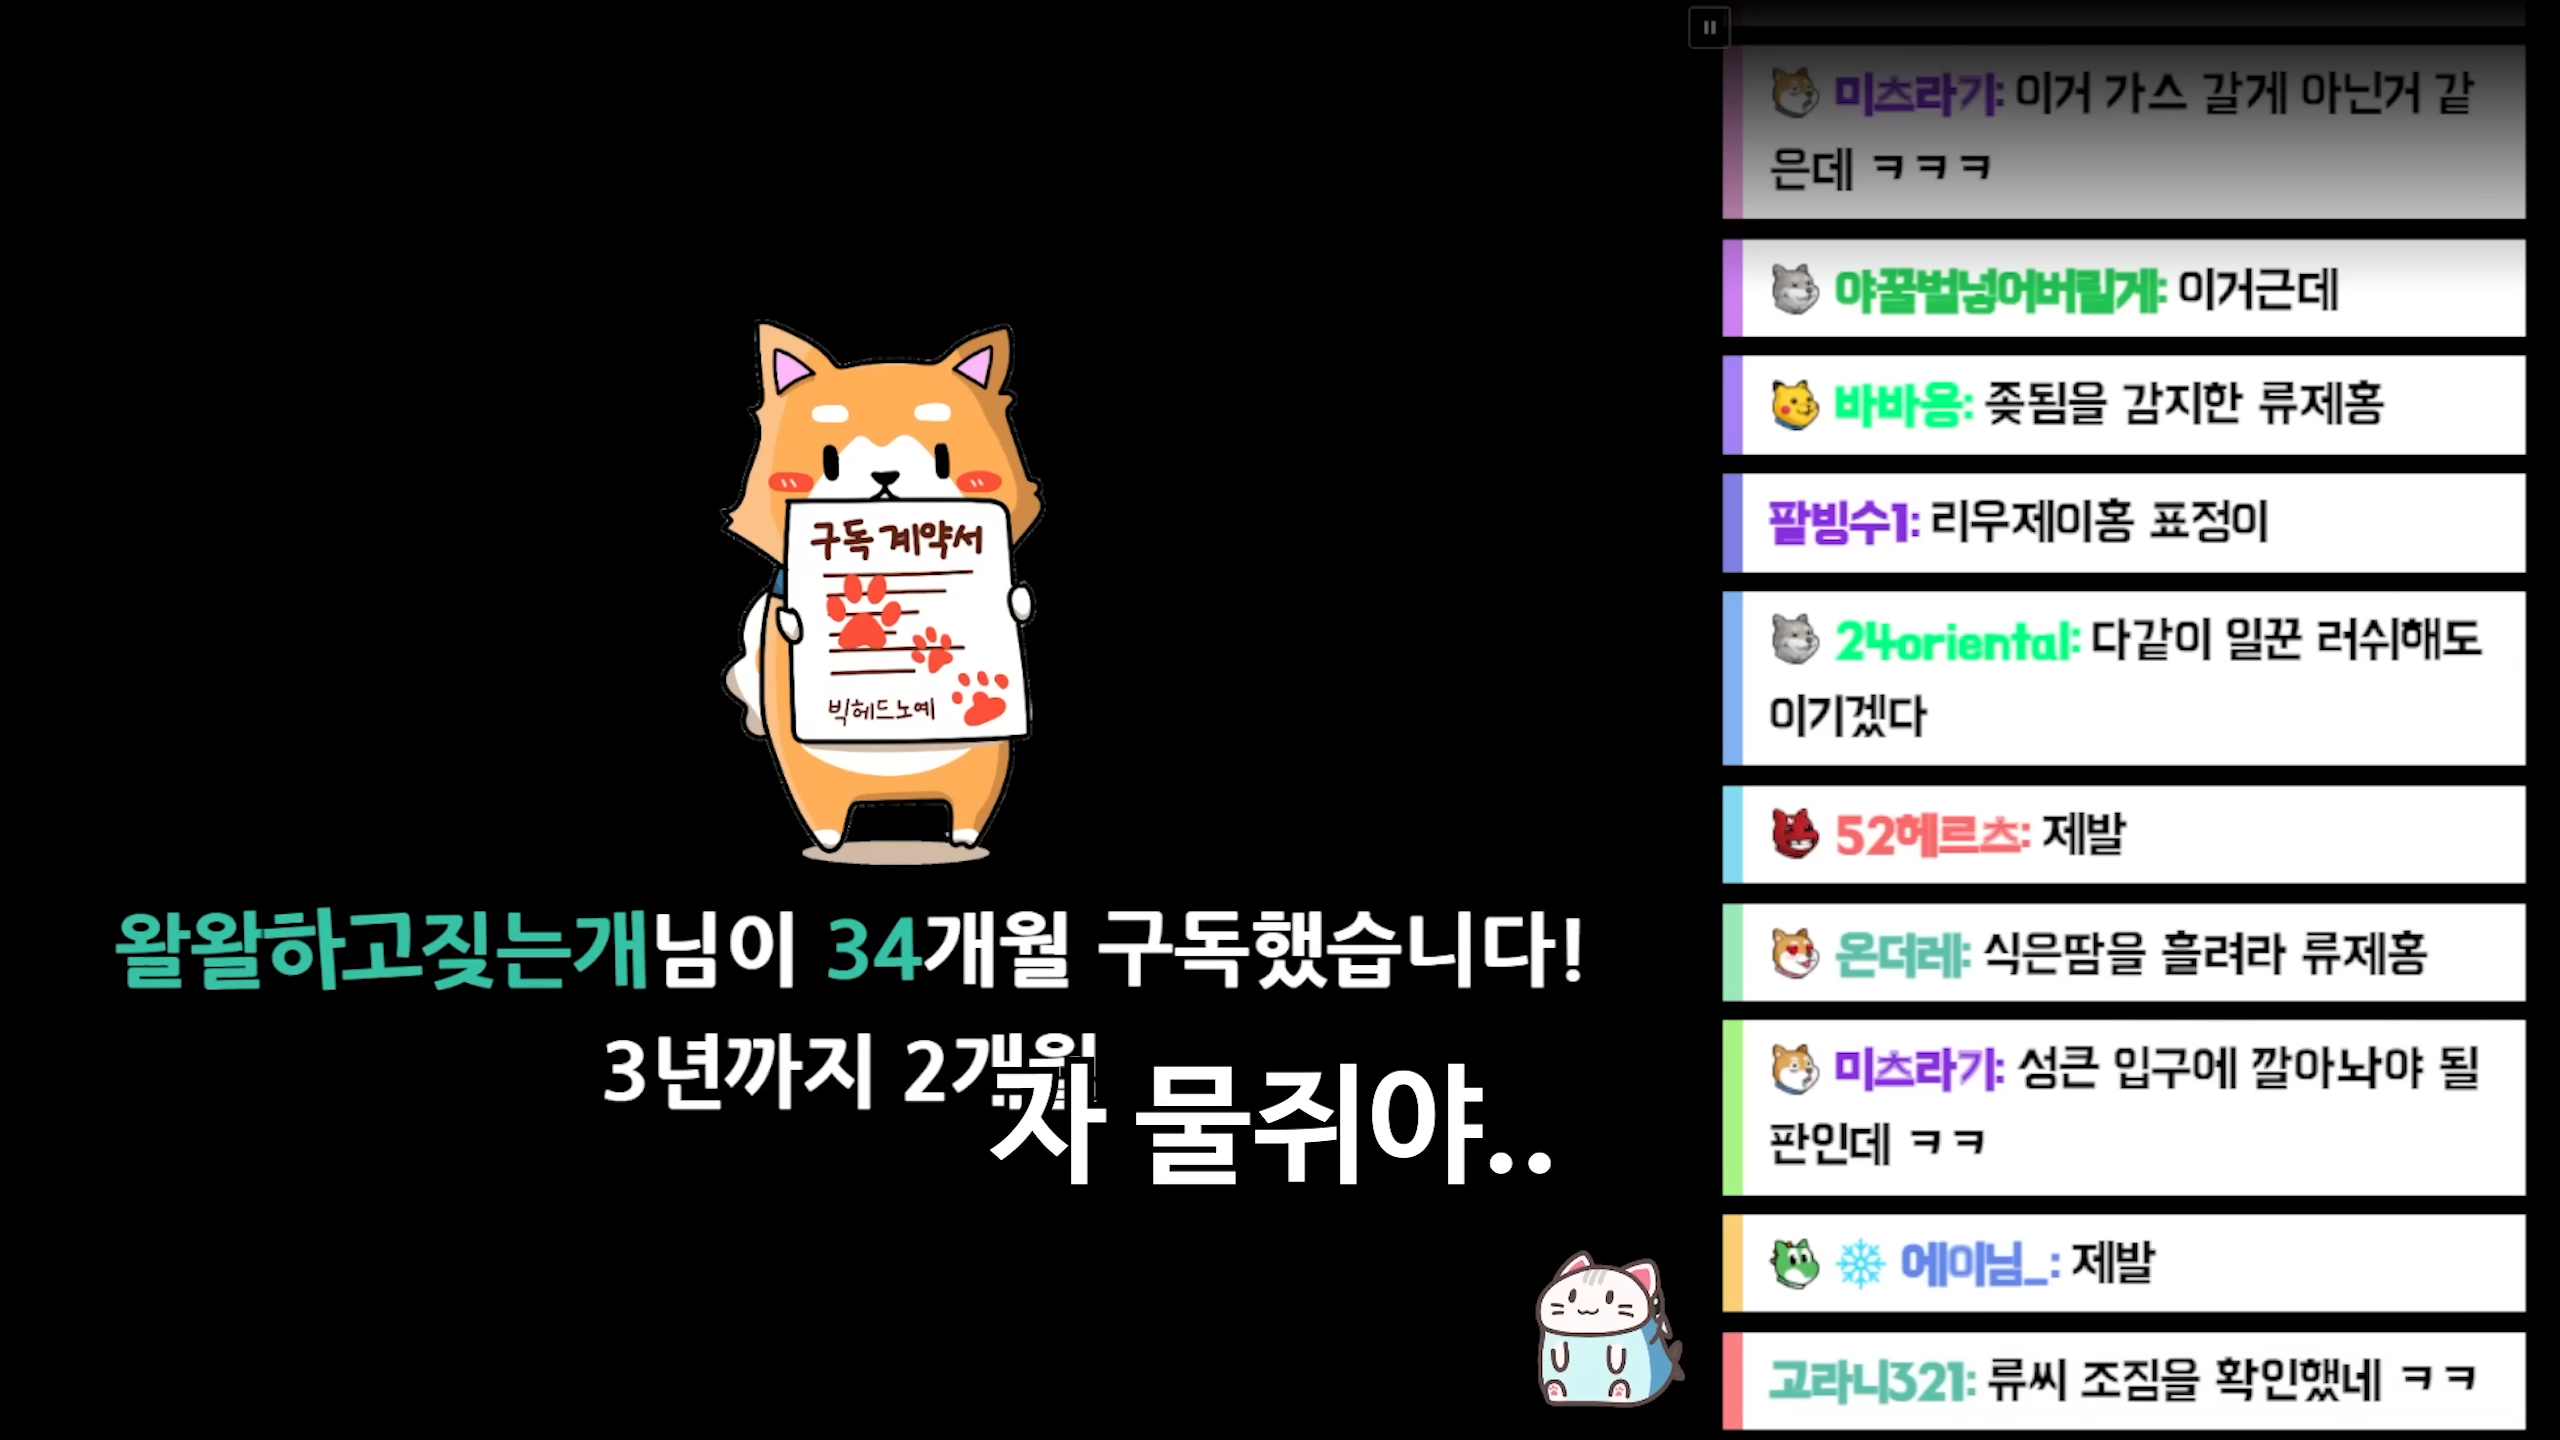 구독 계약서
빅헤드노예
왈왈하고짖는개님이 34개월 구독했습니다!
3년까지 2개월
자 물쥐야..
미츠라기: 이거 가스 갈게 아닌거 같
은데 ㅋㅋㅋ
야꿀벌넣어버릴게: 이거근데
바바용: 좆됨을 감지한 류제홍
팥빙수1: 리우제이홍 표정이
24oriental: 다같이 일꾼 러쉬해도
이기겠다
52헤르츠: 제발
온더레: 식은땀을 흘려라 류제홍
미츠라기: 성큰 입구에 깔아놔야 될
판인데 ㅋㅋ
에이님_: 제발
고라니321: 류씨 조짐을 확인했네 ㅋㅋ